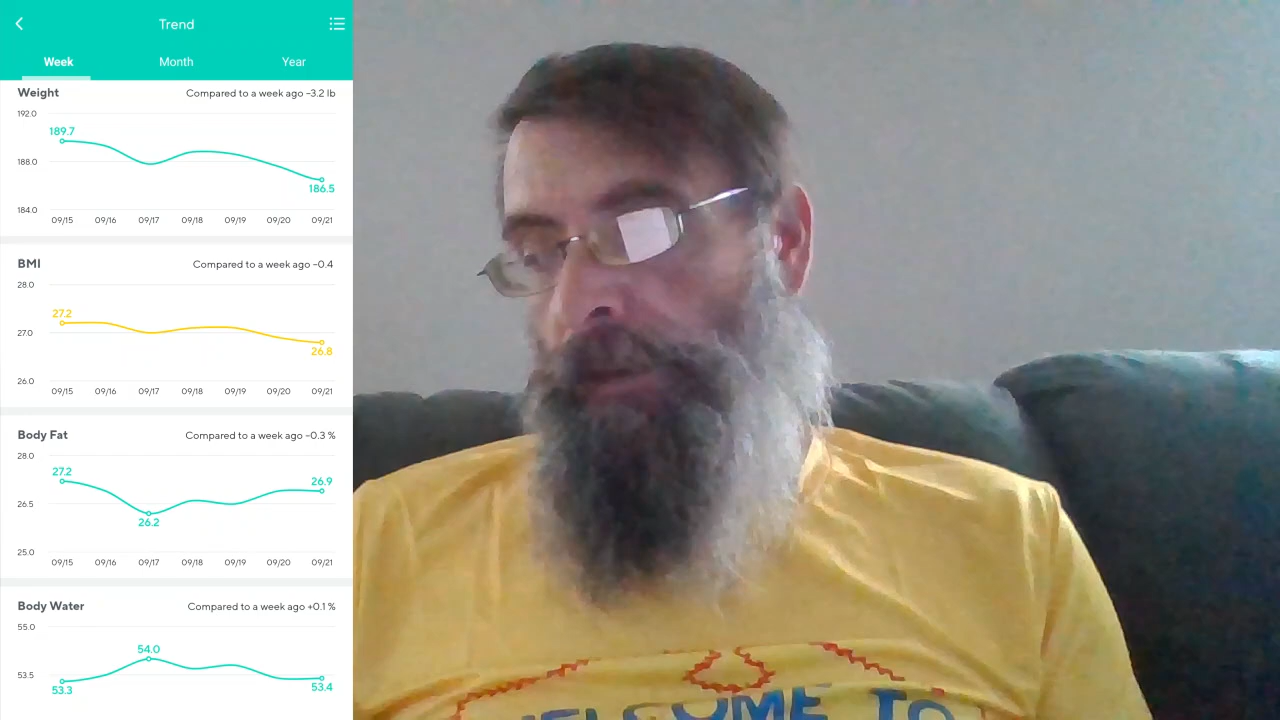 Trend
Week Month Year
Weight Compared to a week ago -3.2 lb
192.0
189.7
188.0
186.5
184.0
09/15 09/16 09/17 09/18 09/19 09/20 09/21
BMI Compared to a week ago -0.4
28.0
27.2
27.0
26.8
26.0
09/15 09/16 09/17 09/18 09/19 09/20 09/21
Body Fat Compared to a week ago -0.3 %
28.0
27.2
26.9
26.5
26.2
25.0
09/15 09/16 09/17 09/18 09/19 09/20 09/21
Body Water Compared to a week ago +0.1 %
55.0
54.0
53.5
53.3
53.4
WELCOME TO